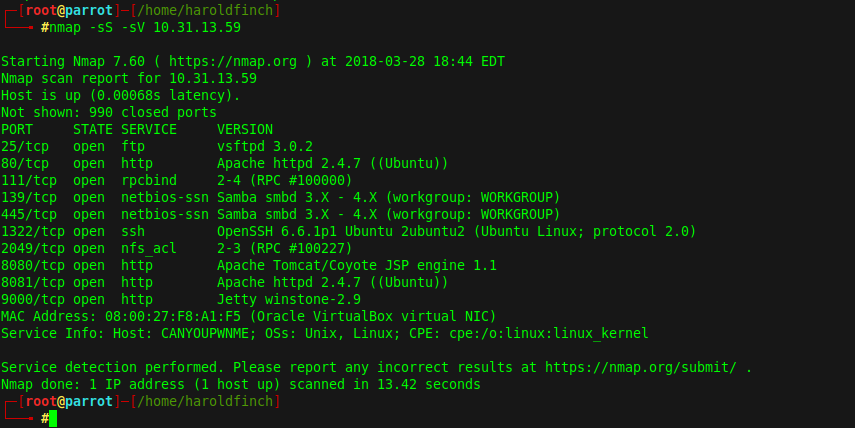 ┌─[root@parrot]─[/home/haroldfinch]
└──╼ #nmap -sS -sV 10.31.13.59

Starting Nmap 7.60 ( https://nmap.org ) at 2018-03-28 18:44 EDT
Nmap scan report for 10.31.13.59
Host is up (0.00068s latency).
Not shown: 990 closed ports
PORT     STATE SERVICE     VERSION
25/tcp   open  ftp         vsftpd 3.0.2
80/tcp   open  http        Apache httpd 2.4.7 ((Ubuntu))
111/tcp  open  rpcbind     2-4 (RPC #100000)
139/tcp  open  netbios-ssn Samba smbd 3.X - 4.X (workgroup: WORKGROUP)
445/tcp  open  netbios-ssn Samba smbd 3.X - 4.X (workgroup: WORKGROUP)
1322/tcp open  ssh         OpenSSH 6.6.1p1 Ubuntu 2ubuntu2 (Ubuntu Linux; protocol 2.0)
2049/tcp open  nfs_acl     2-3 (RPC #100227)
8080/tcp open  http        Apache Tomcat/Coyote JSP engine 1.1
8081/tcp open  http        Apache httpd 2.4.7 ((Ubuntu))
9000/tcp open  http        Jetty winstone-2.9
MAC Address: 08:00:27:F8:A1:F5 (Oracle VirtualBox virtual NIC)
Service Info: Host: CANYOUPWNME; OSs: Unix, Linux; CPE: cpe:/o:linux:linux_kernel

Service detection performed. Please report any incorrect results at https://nmap.org/submit/ .
Nmap done: 1 IP address (1 host up) scanned in 13.42 seconds
┌─[root@parrot]─[/home/haroldfinch]
└──╼ #